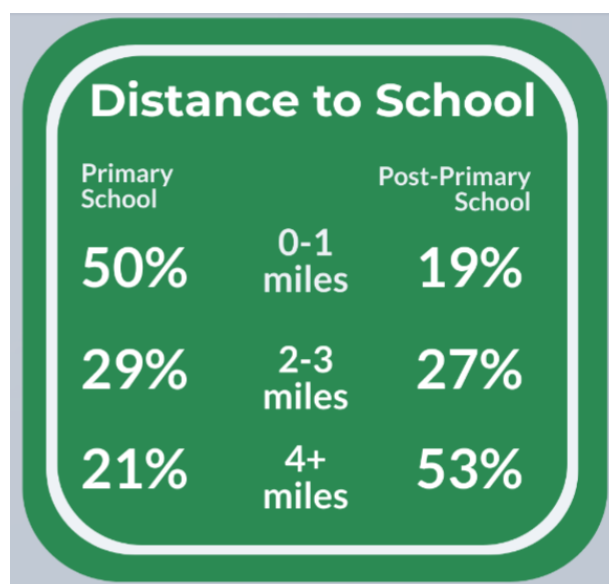 Distance to School
Primary
School
Post-Primary
School
50%
0-1
miles
19%
29%
2-3
miles
27%
21%
4+
miles
53%